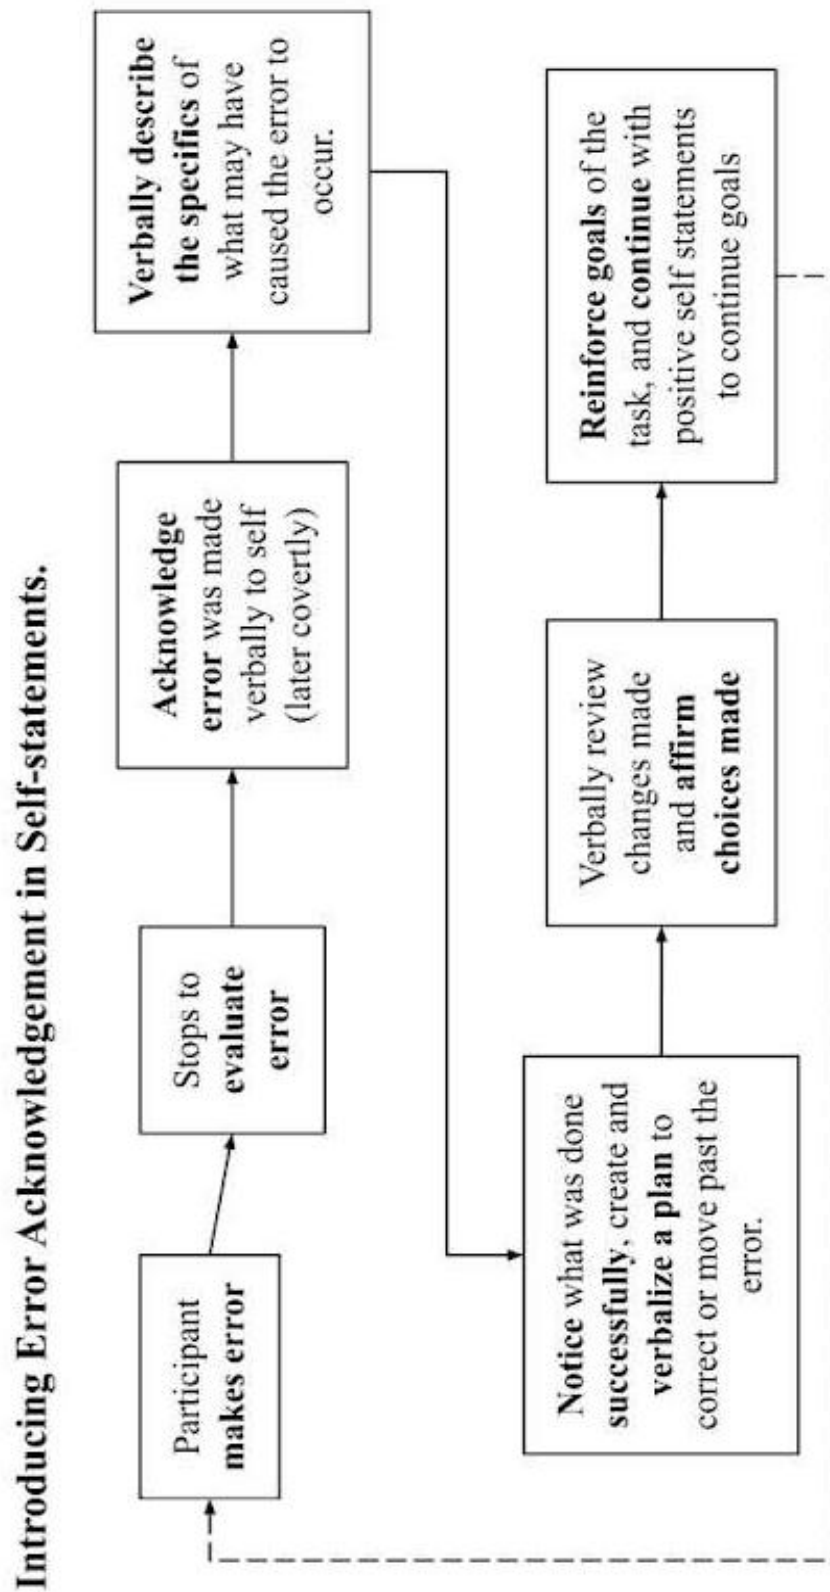 Introducing Error Acknowledgement in Self-statements.
Participant
makes error
Stops to
evaluate
error
Acknowledge
error was made
verbally to self
(later covertly)
Verbally describe
the specifics of
what may have
caused the error to
occur.
Notice what was done
successfully, create and
verbalize a plan to
correct or move past the
error.
Verbally review
changes made
and affirm
choices made
Reinforce goals of the
task, and continue with
positive self statements
to continue goals